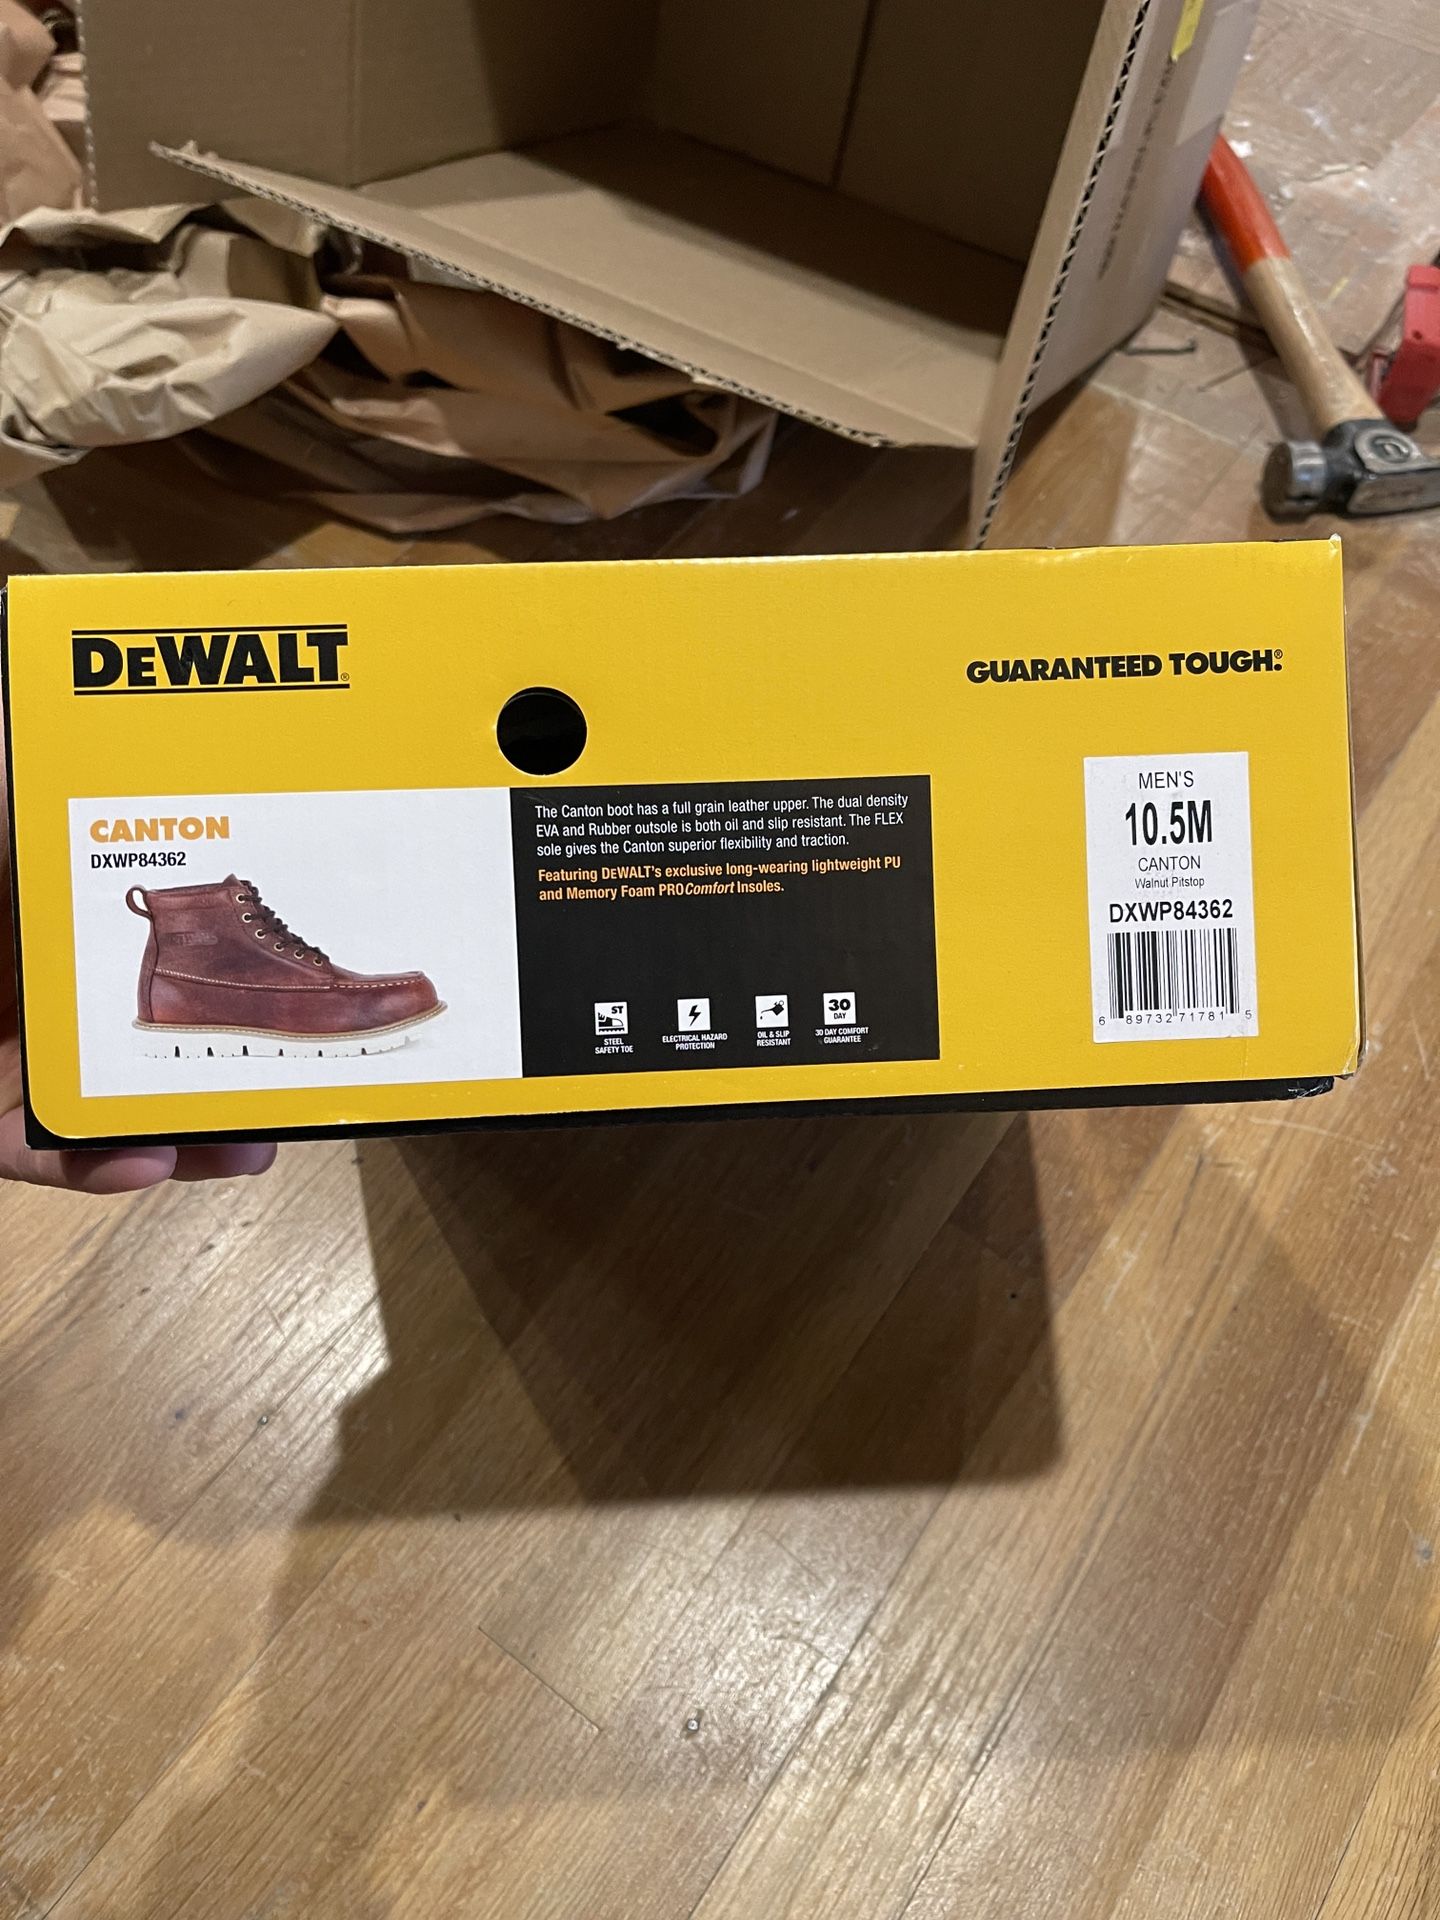 DEWALT®
GUARANTEED TOUGH.®
CANTON
DXWP84362
The Canton boot has a full grain leather upper. The dual density
EVA and Rubber outsole is both oil and slip resistant. The FLEX
sole gives the Canton superior flexibility and traction.
Featuring DEWALT's exclusive long-wearing lightweight PU
and Memory Foam PROComfort Insoles.
ST
STEEL
SAFETY TOE
ELECTRICAL HAZARD
PROTECTION
OIL & SLIP
RESISTANT
30
DAY
30 DAY COMFORT
GUARANTEE
MEN'S
10.5M
CANTON
Walnut Pitstop
DXWP84362
6 89732 71781 5